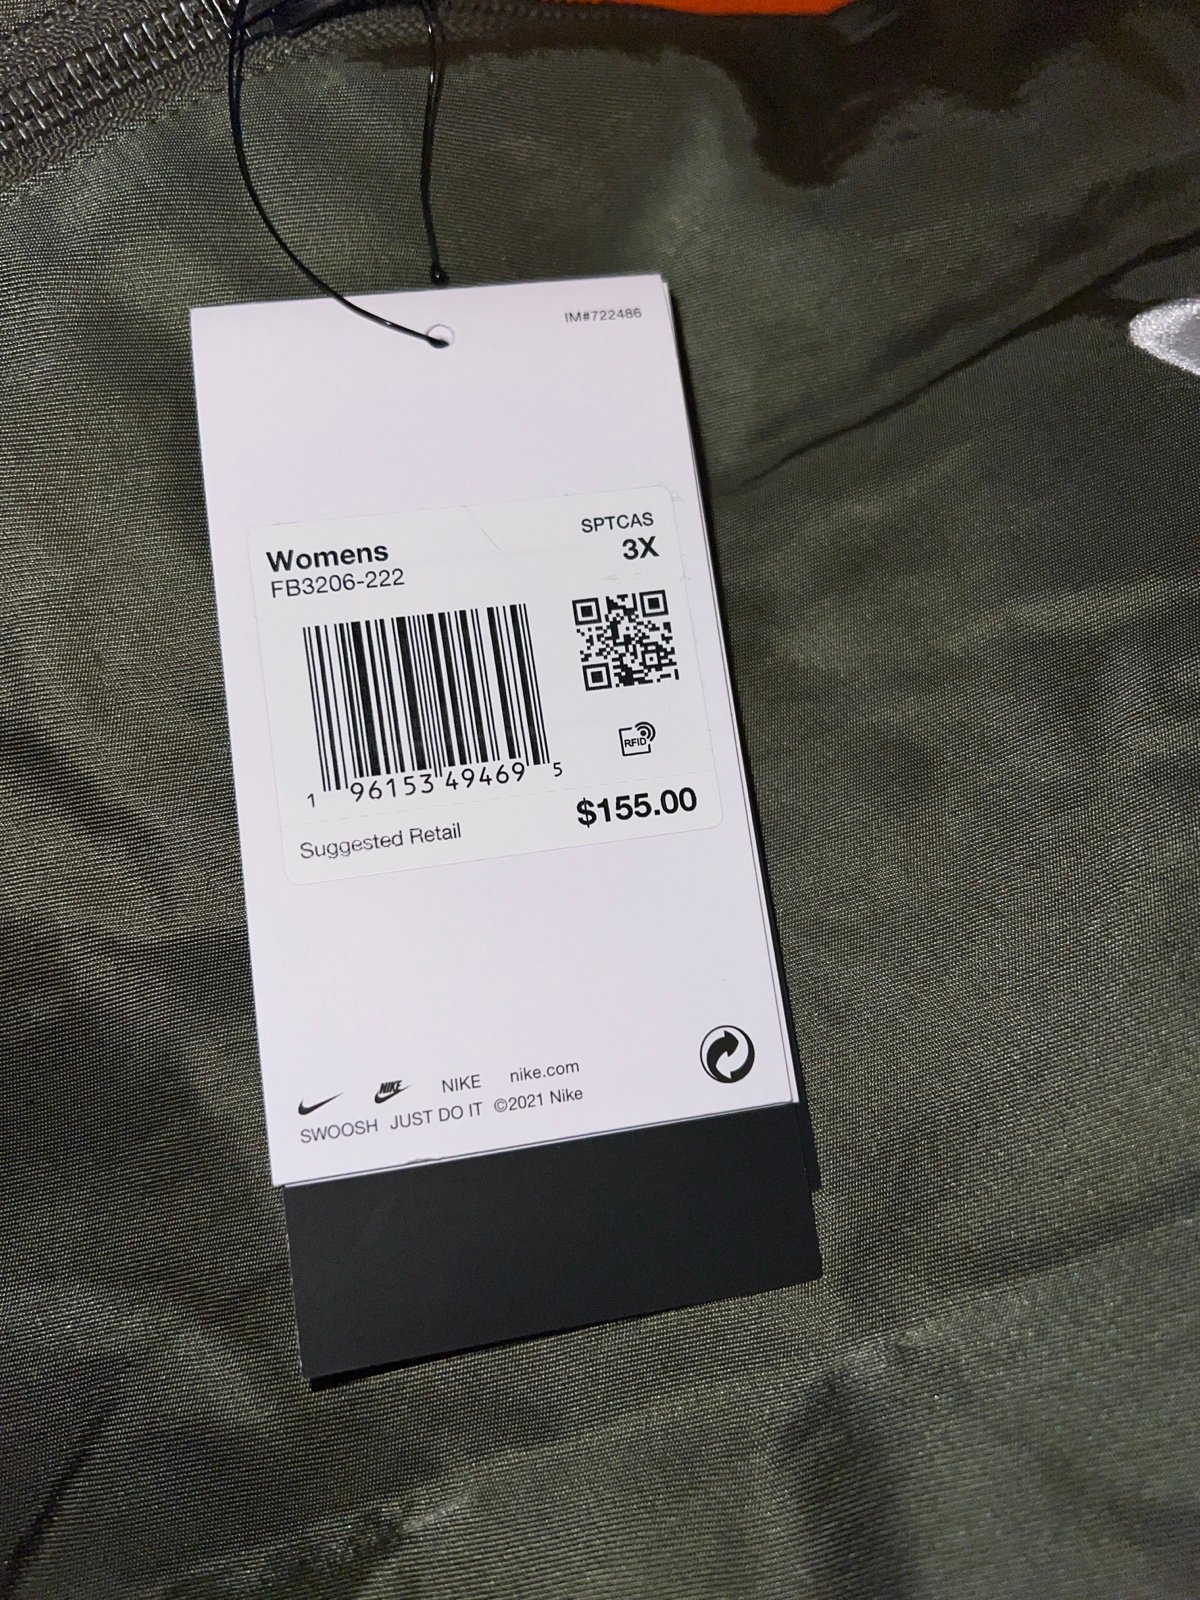 IM#722486
Womens
FB3206-222
SPTCAS
3X
RFID
1 96153 49469 5
Suggested Retail
$155.00
NIKE NIKE nike.com
SWOOSH JUST DO IT ©2021 Nike